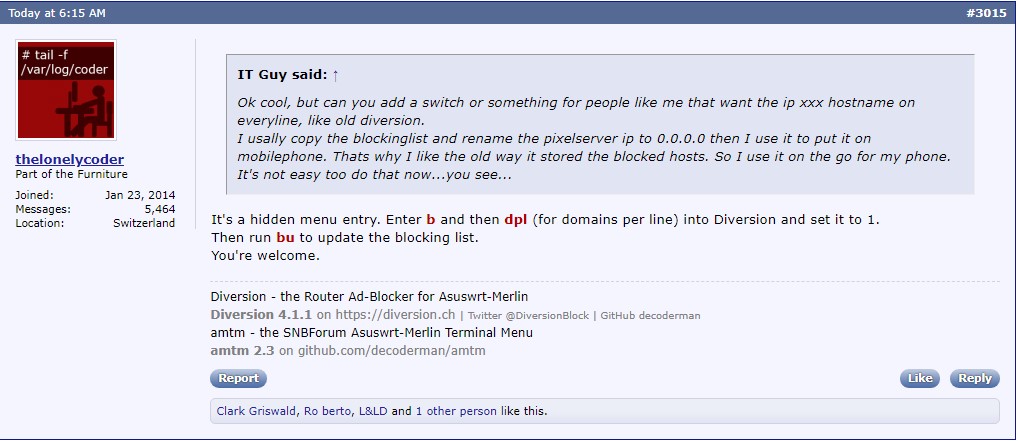 Today at 6:15 AM #3015
# tail -f
/var/log/coder
thelonelycoder
Part of the Furniture
Joined: Jan 23, 2014
Messages: 5,464
Location: Switzerland
IT Guy said: ↑
Ok cool, but can you add a switch or something for people like me that want the ip xxx hostname on
everyline, like old diversion.
I usally copy the blockinglist and rename the pixelserver ip to 0.0.0.0 then I use it to put it on
mobilephone. Thats why I like the old way it stored the blocked hosts. So I use it on the go for my phone.
It's not easy too do that now...you see...
It's a hidden menu entry. Enter b and then dpl (for domains per line) into Diversion and set it to 1.
Then run bu to update the blocking list.
You're welcome.
Diversion - the Router Ad-Blocker for Asuswrt-Merlin
Diversion 4.1.1 on https://diversion.ch | Twitter @DiversionBlock | GitHub decoderman
amtm - the SNBForum Asuswrt-Merlin Terminal Menu
amtm 2.3 on github.com/decoderman/amtm
Report Like Reply
Clark Griswald, Ro berto, L&LD and 1 other person like this.